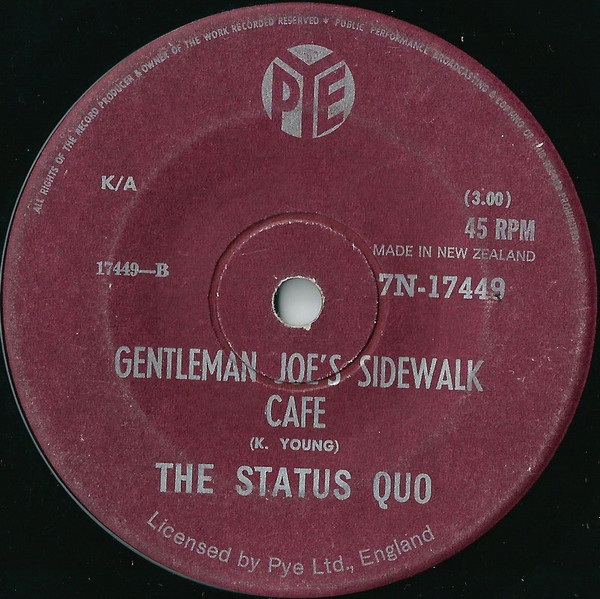 ALL RIGHTS OF THE RECORD PRODUCER & OWNER OF THE WORK RECORDED RESERVED * PUBLIC PERFORMANCE BROADCASTING & COPYING OF THIS RECORD PROHIBITED
PYE
K/A
(3.00)
45 RPM
MADE IN NEW ZEALAND
17449—B
7N-17449
GENTLEMAN JOE'S SIDEWALK
CAFE
(K. YOUNG)
THE STATUS QUO
Licensed by Pye Ltd., England